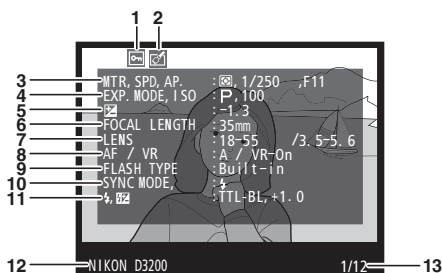 1 2
3 MTR, SPD, AP. : , 1/250 ,F11
4 EXP. MODE, ISO : P, 100
5 : -1.3
6 FOCAL LENGTH : 35mm
7 LENS : 18-55 /3.5-5.6
8 AF / VR : A / VR-On
9 FLASH TYPE : Built-in
10 SYNC MODE, :
11 , : TTL-BL, +1.0
12 NIKON D3200 1/12 13